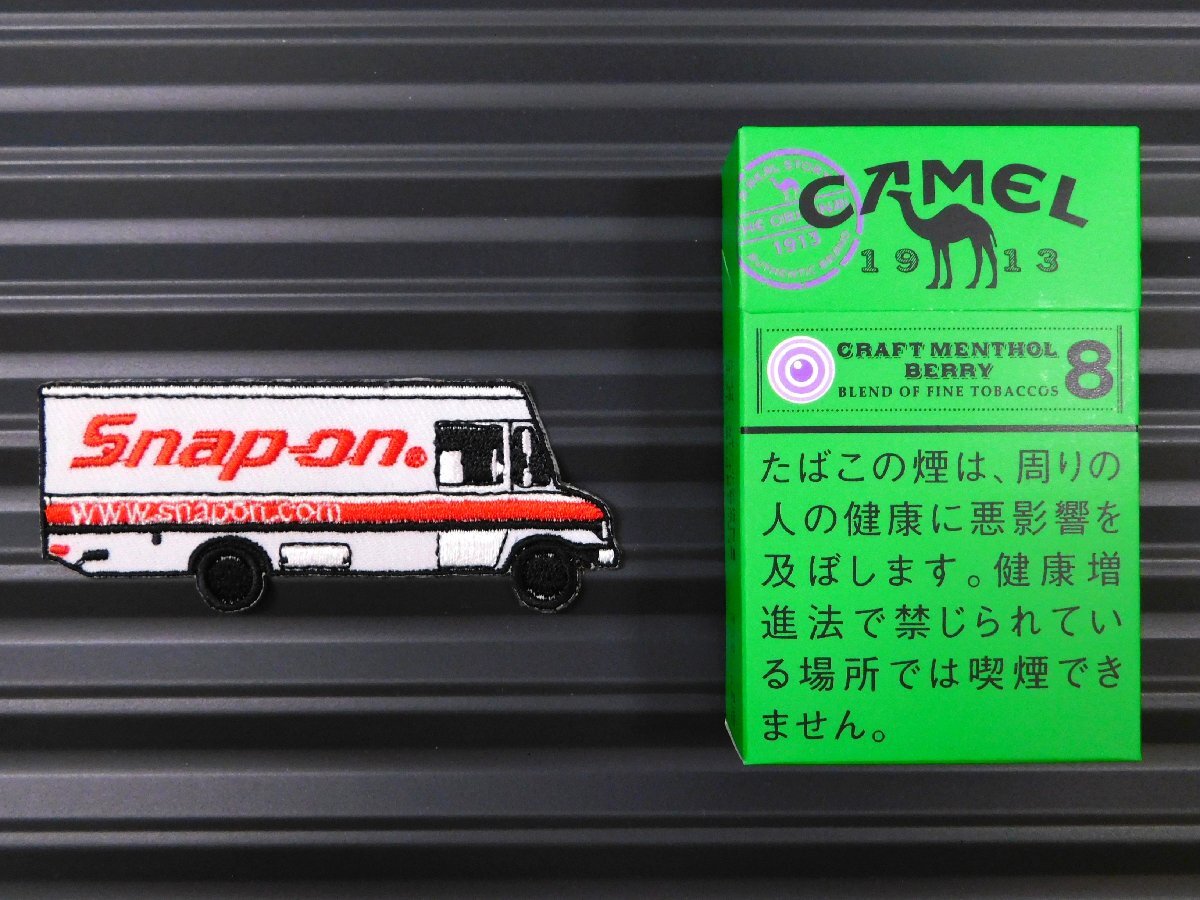 Snap-on.
www.snapon.com
CAMEL
1913
1913
CRAFT MENTHOL
BERRY
BLEND OF FINE TOBACCOS
8
たばこの煙は、周りの
人の健康に悪影響を
及ぼします。健康増
進法で禁じられてい
る場所では喫煙でき
ません。